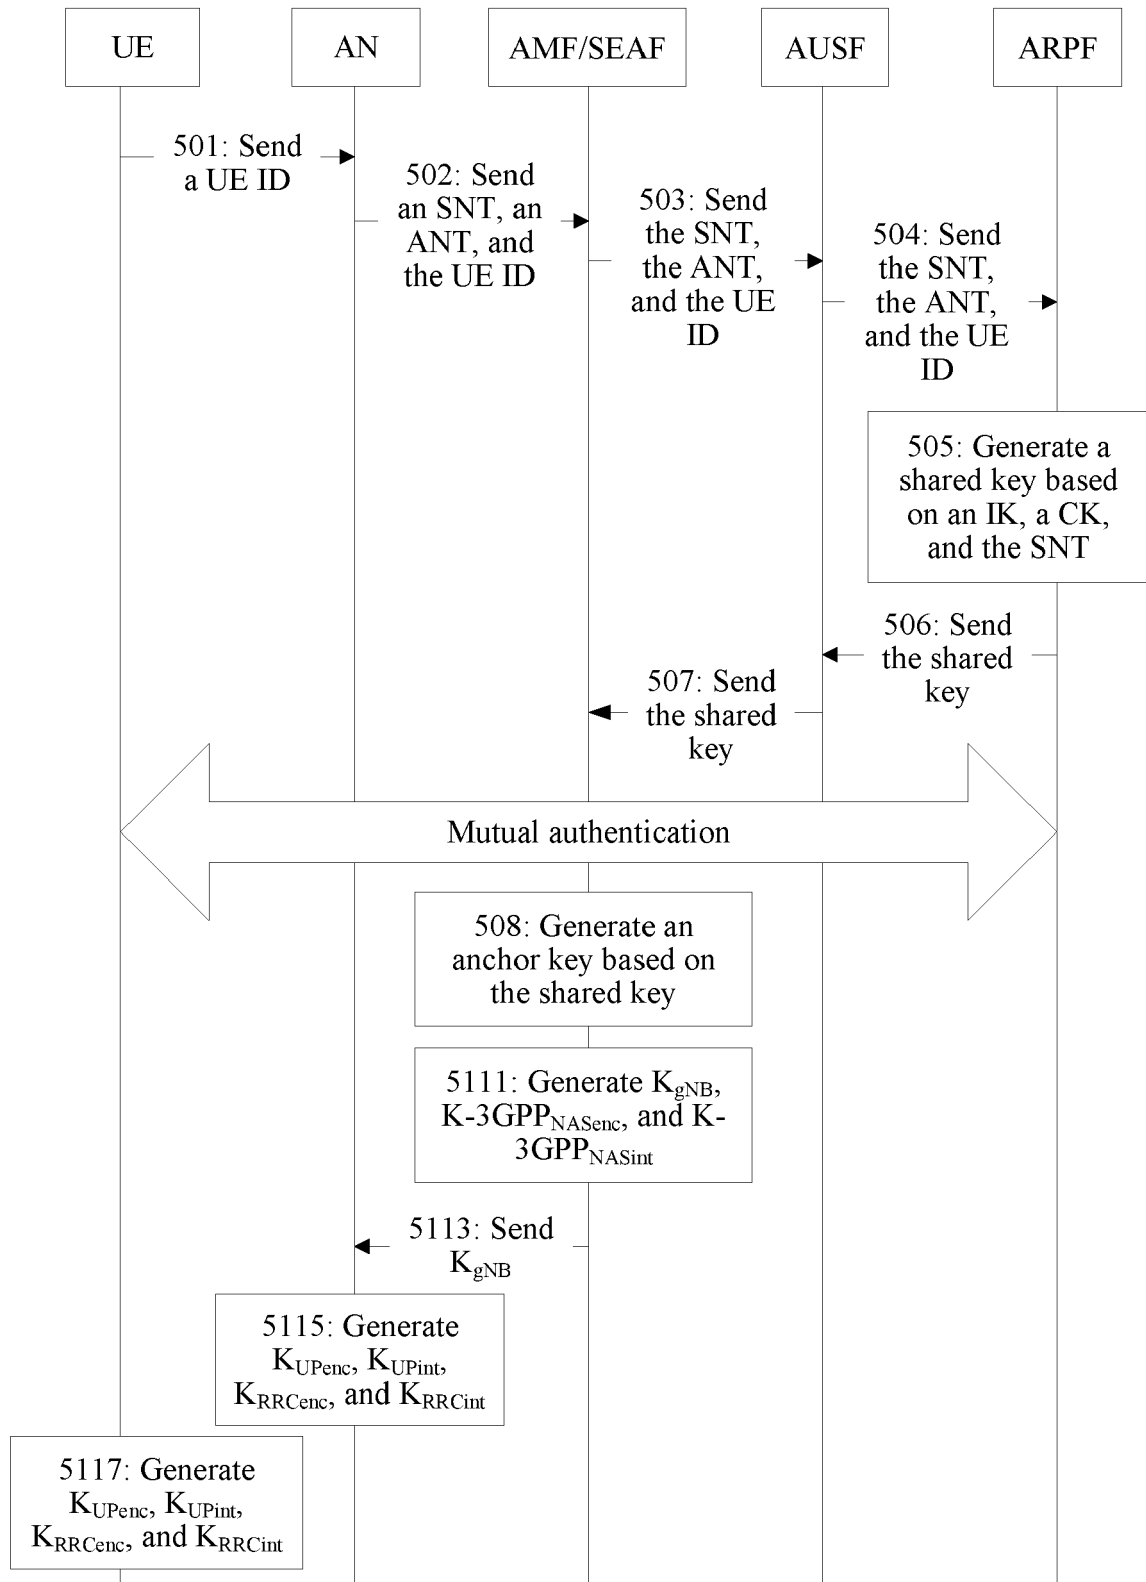 UE
AN
AMF/SEAF
AUSF
ARPF
501: Send
a UE ID
502: Send
an SNT, an
ANT, and
the UE ID
503: Send
the SNT,
the ANT,
and the UE
ID
504: Send
the SNT,
the ANT,
and the UE
ID
505: Generate a
shared key based
on an IK, a CK,
and the SNT
506: Send
the shared
key
507: Send
the shared
key
Mutual authentication
508: Generate an
anchor key based on
the shared key
5111: Generate KgNB,
K-3GPPNASenc, and K-
3GPPNASint
5113: Send
KgNB
5115: Generate
KUPenc, KUPint,
KRRCenc, and KRRCint
5117: Generate
KUPenc, KUPint,
KRRCenc, and KRRCint